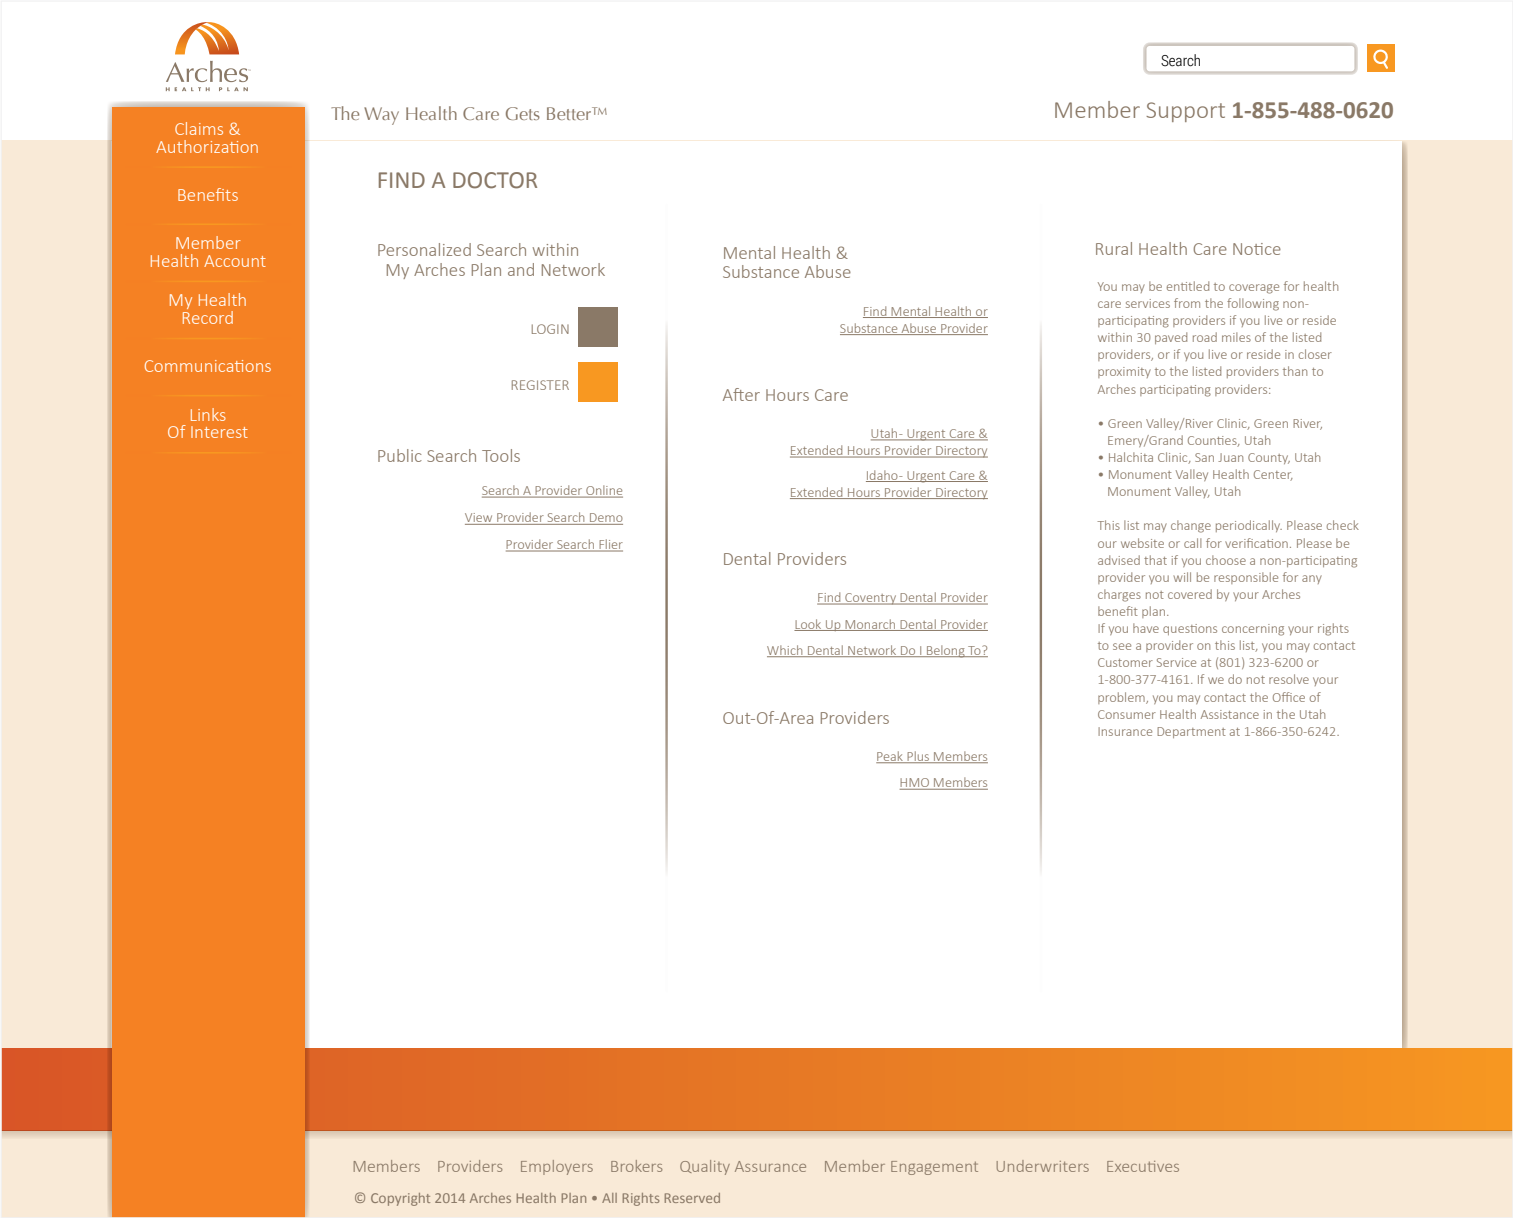 Arches
HEALTH PLAN
Search
The Way Health Care Gets Better™
Member Support 1-855-488-0620
Claims &
Authorization
Benefits
Member
Health Account
My Health
Record
Communications
Links
Of Interest
FIND A DOCTOR
Personalized Search within
My Arches Plan and Network
LOGIN
REGISTER
Public Search Tools
Search A Provider Online
View Provider Search Demo
Provider Search Flier
Mental Health &
Substance Abuse
Find Mental Health or
Substance Abuse Provider
After Hours Care
Utah- Urgent Care &
Extended Hours Provider Directory
Idaho- Urgent Care &
Extended Hours Provider Directory
Dental Providers
Find Coventry Dental Provider
Look Up Monarch Dental Provider
Which Dental Network Do I Belong To?
Out-Of-Area Providers
Peak Plus Members
HMO Members
Rural Health Care Notice
You may be entitled to coverage for health
care services from the following non-
participating providers if you live or reside
within 30 paved road miles of the listed
providers, or if you live or reside in closer
proximity to the listed providers than to
Arches participating providers:
• Green Valley/River Clinic, Green River,
Emery/Grand Counties, Utah
• Halchita Clinic, San Juan County, Utah
• Monument Valley Health Center,
Monument Valley, Utah
This list may change periodically. Please check
our website or call for verification. Please be
advised that if you choose a non-participating
provider you will be responsible for any
charges not covered by your Arches
benefit plan.
If you have questions concerning your rights
to see a provider on this list, you may contact
Customer Service at (801) 323-6200 or
1-800-377-4161. If we do not resolve your
problem, you may contact the Office of
Consumer Health Assistance in the Utah
Insurance Department at 1-866-350-6242.
Members Providers Employers Brokers Quality Assurance Member Engagement Underwriters Executives
© Copyright 2014 Arches Health Plan • All Rights Reserved